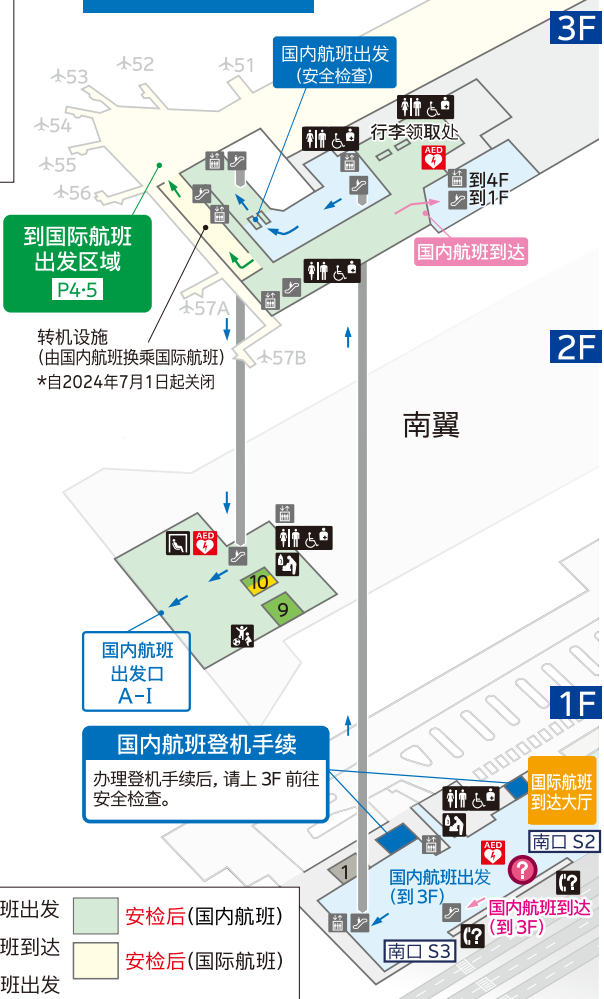 3F
国内航班出发
(安全检查)
53
52
51
54
55
56
行李领取处
AED
到4F
到1F
到国际航班
出发区域
P4·5
国内航班到达
57A
57B
转机设施
(由国内航班换乘国际航班)
*自2024年7月1日起关闭
2F
南翼
AED
10
9
国内航班
出发口
A-I
1F
国内航班登机手续
办理登机手续后, 请上 3F 前往
安全检查。
国际航班
到达大厅
南口 S2
AED
?
1
国内航班出发
(到 3F)
国内航班到达
(到 3F)
?
?
南口 S3
班出发
安检后(国内航班)
班到达
安检后(国际航班)
班出发